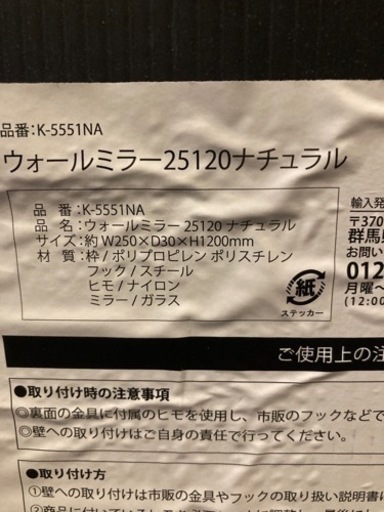 品番：K-5551NA
ウォールミラー25120ナチュラル
品 番：K-5551NA
品 名：ウォールミラー 25120 ナチュラル
サイズ：約 W250×D30×H1200mm
材 質：枠 / ポリプロピレン ポリスチレン
フック / スチール
ヒモ / ナイロン
ミラー / ガラス
紙
ステッカー
輸入発
〒370
群馬県
お問い
012
月曜～
(12:00
ご使用上の注
●取り付け時の注意事項
◎裏面の金具に付属のヒモを使用し、市販のフックなどで
◎壁への取り付けはご自身の責任で行ってください。
●取り付け方
①壁への取り付けは市販の金具やフックの取り扱い説明書に